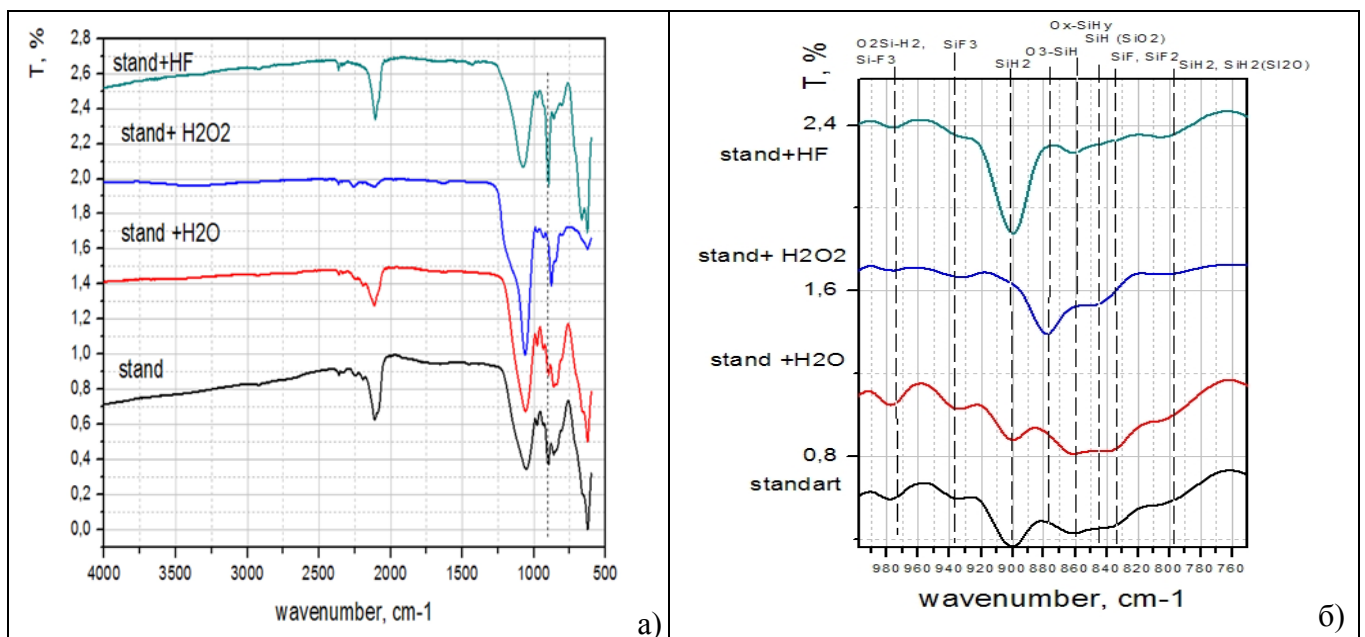 T, %
2,8
2,6
2,4
2,2
2,0
1,8
1,6
1,4
1,2
1,0
0,8
0,6
0,4
0,2
0,0
stand+HF
stand+ H2O2
stand +H2O
stand
4000 3500 3000 2500 2000 1500 1000 500
wavenumber, cm-1
a)
T, %
Ox-SiHy
O2Si-H2,
Si-F3
SiF3
SiH2
O3-SiH
SiH (SiO2)
SiF, SiF2
SiH2, SiH2(SI2O)
2,4
1,6
0,8
stand+HF
stand+ H2O2
stand +H2O
standart
980 960 940 920 900 880 860 840 820 800 780 760
wavenumber, cm-1
б)